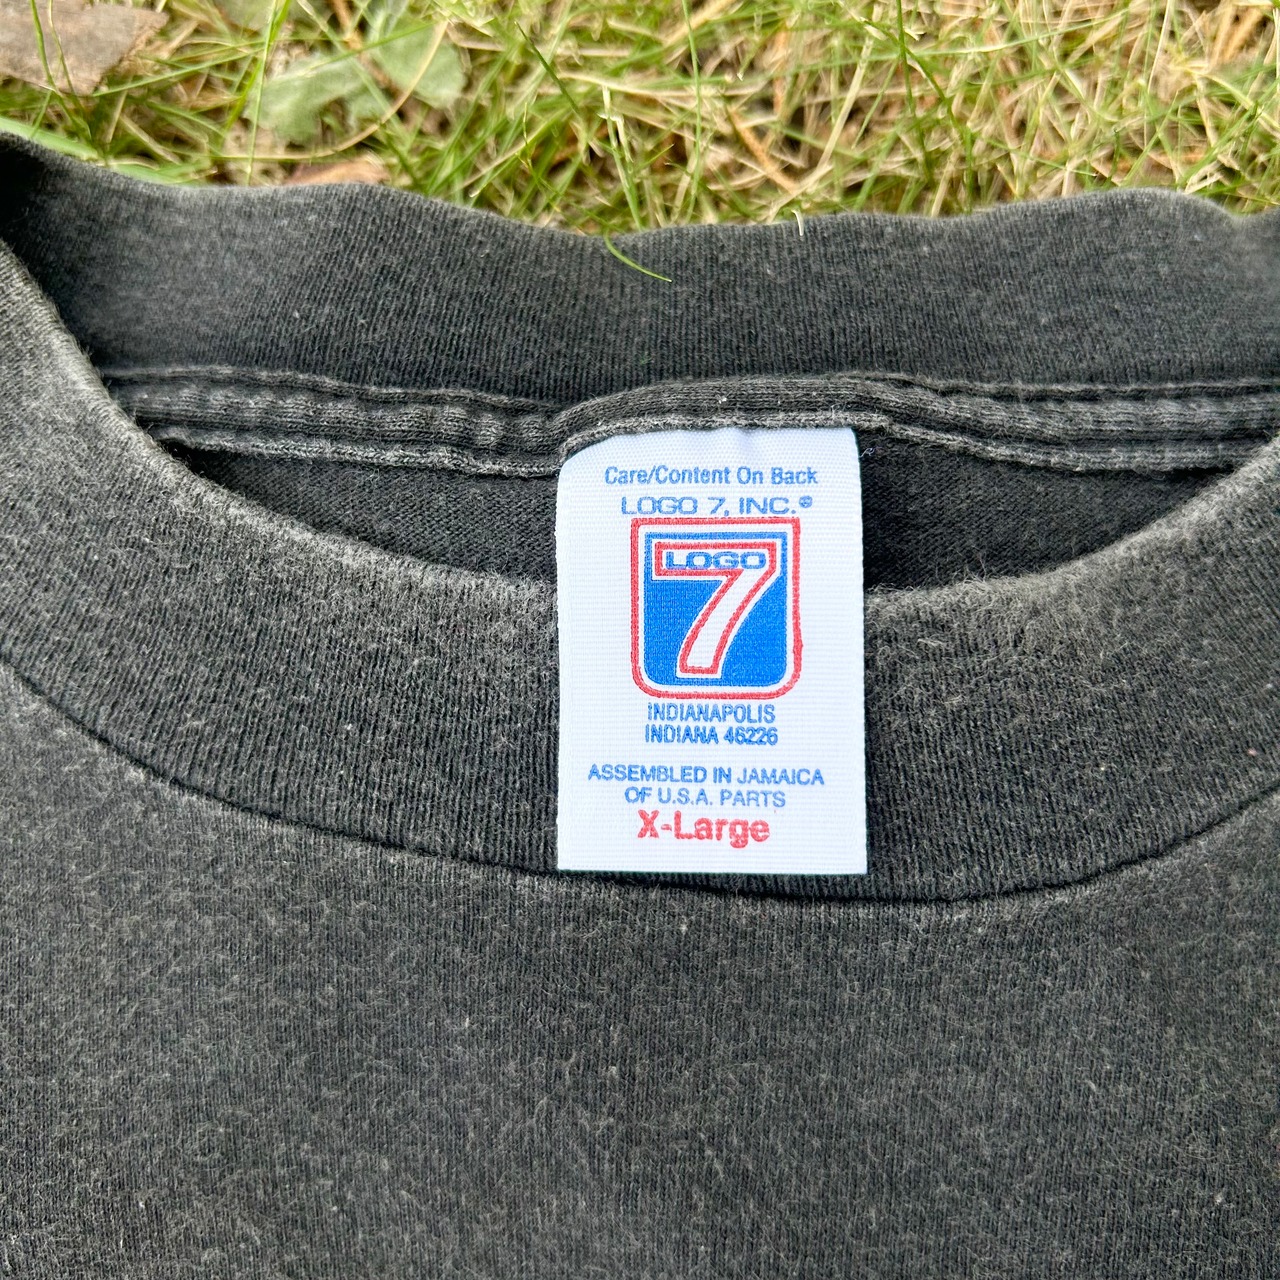 Care/Content On Back
LOGO 7, INC.®
LOGO
7
INDIANAPOLIS
INDIANA 46226
ASSEMBLED IN JAMAICA
OF U.S.A. PARTS
X-Large